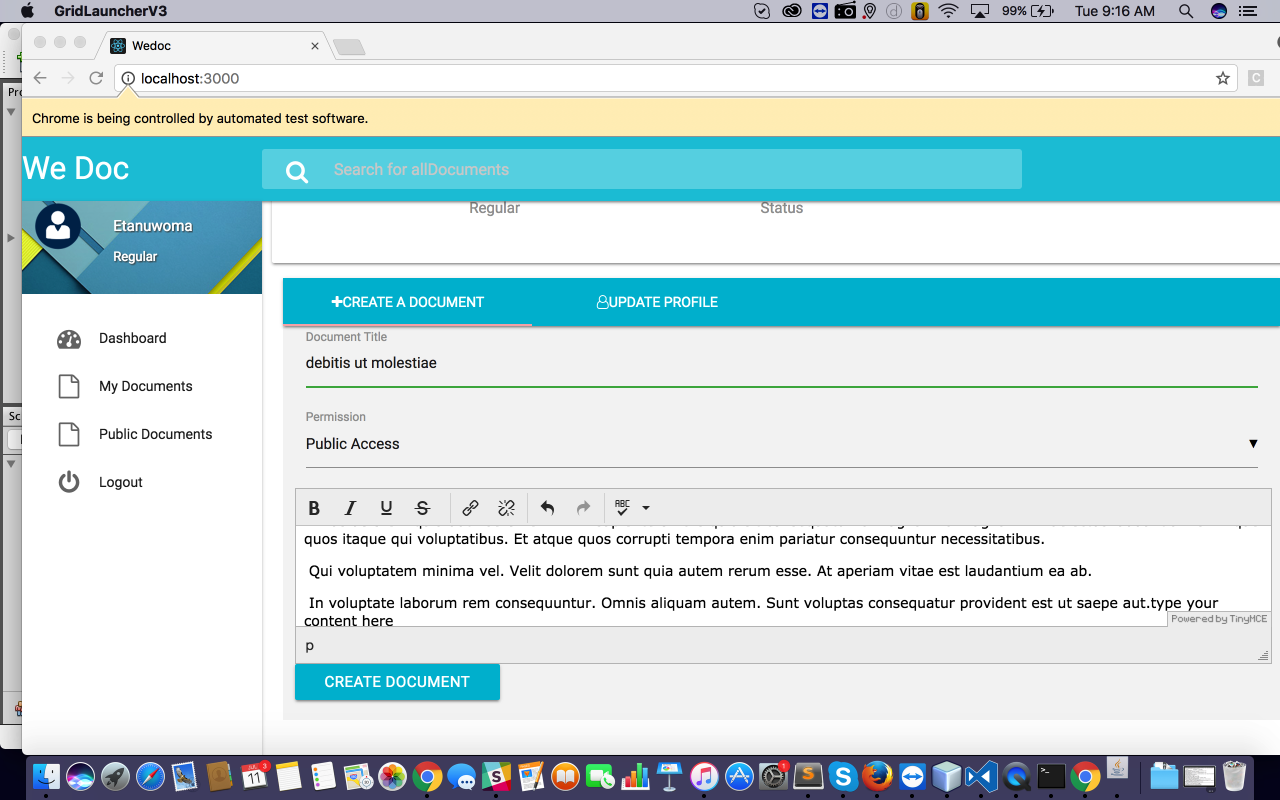 GridLauncherV3
99%
Tue 9:16 AM
Wedoc
localhost:3000
Chrome is being controlled by automated test software.
We Doc
Search for allDocuments
Etanuwoma
Regular
Regular
Status
CREATE A DOCUMENT
UPDATE PROFILE
Dashboard
My Documents
Public Documents
Logout
Document Title
debitis ut molestiae
Permission
Public Access
B I U S ABC
quos itaque qui voluptatibus. Et atque quos corrupti tempora enim pariatur consequuntur necessitatibus.
Qui voluptatem minima vel. Velit dolorem sunt quia autem rerum esse. At aperiam vitae est laudantium ea ab.
In voluptate laborum rem consequuntur. Omnis aliquam autem. Sunt voluptas consequatur provident est ut saepe aut.type your
content here
Powered by TinyMCE
p
CREATE DOCUMENT